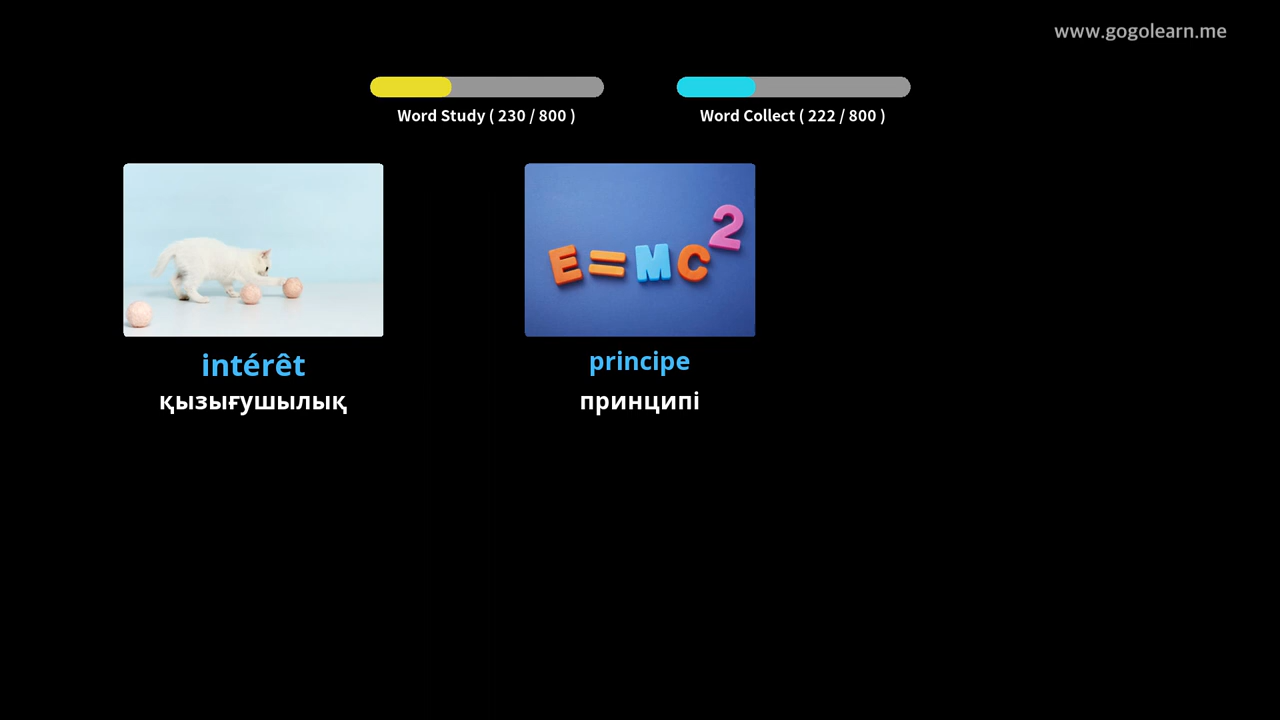 www.gogolearn.me
Word Study ( 230 / 800 )
Word Collect ( 222 / 800 )
E=MC2
intérêt
principe
қызығушылық
принципі